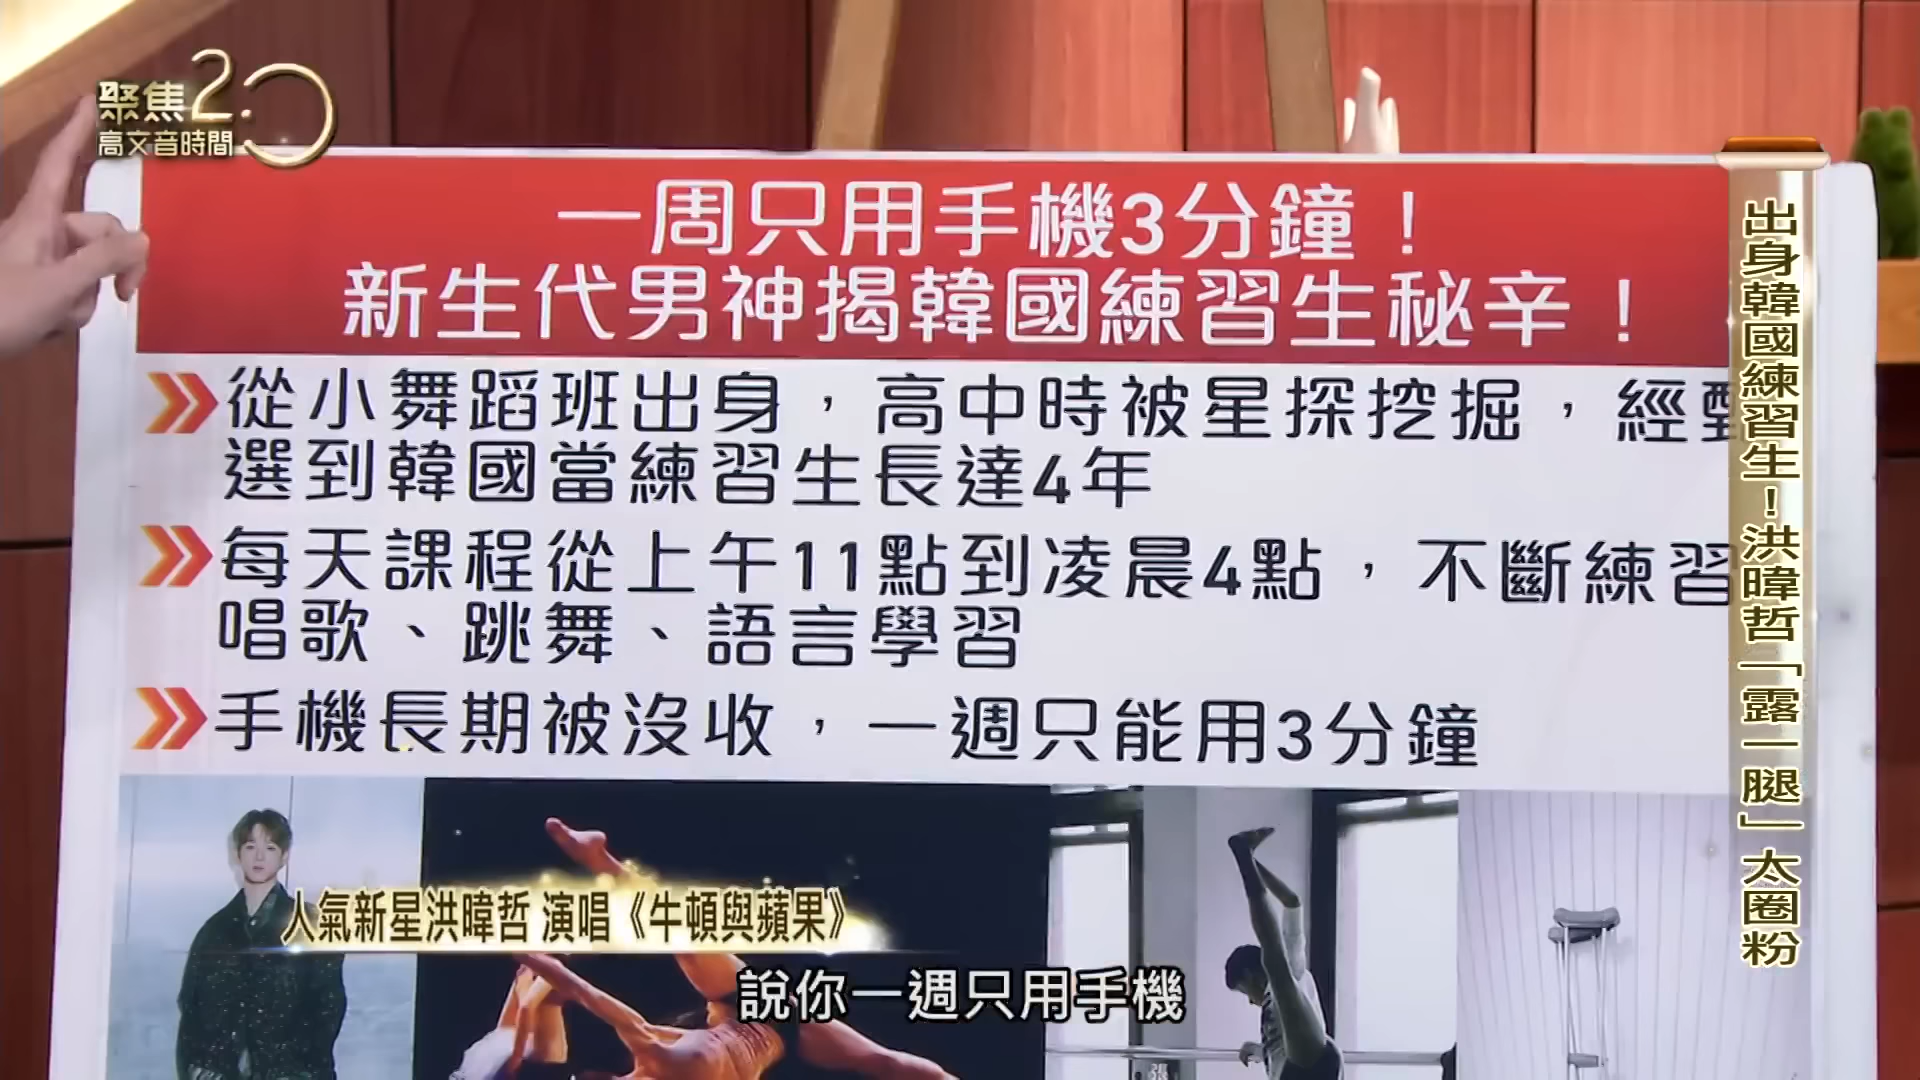 聚焦2.0
高文音時間
一周只用手機3分鐘！
新生代男神揭韓國練習生秘辛！
從小舞蹈班出身，高中時被星探挖掘，經甄
選到韓國當練習生長達4年
每天課程從上午11點到凌晨4點，不斷練習
唱歌、跳舞、語言學習
手機長期被沒收，一週只能用3分鐘
出身韓國練習生！洪暐哲「露一腿」太圈粉
人氣新星洪暐哲 演唱《牛頓與蘋果》
說你一週只用手機